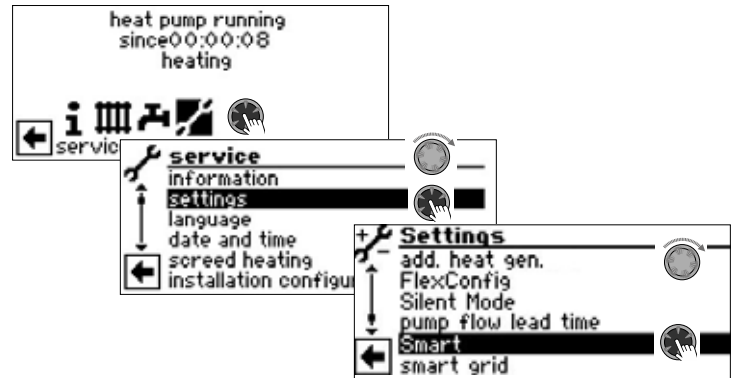 heat pump running
since00:00:08
heating
servic
service
information
settings
language
date and time
screed heating
installation configu
Settings
add. heat gen.
FlexConfig
Silent Mode
pump flow lead time
Smart
smart grid